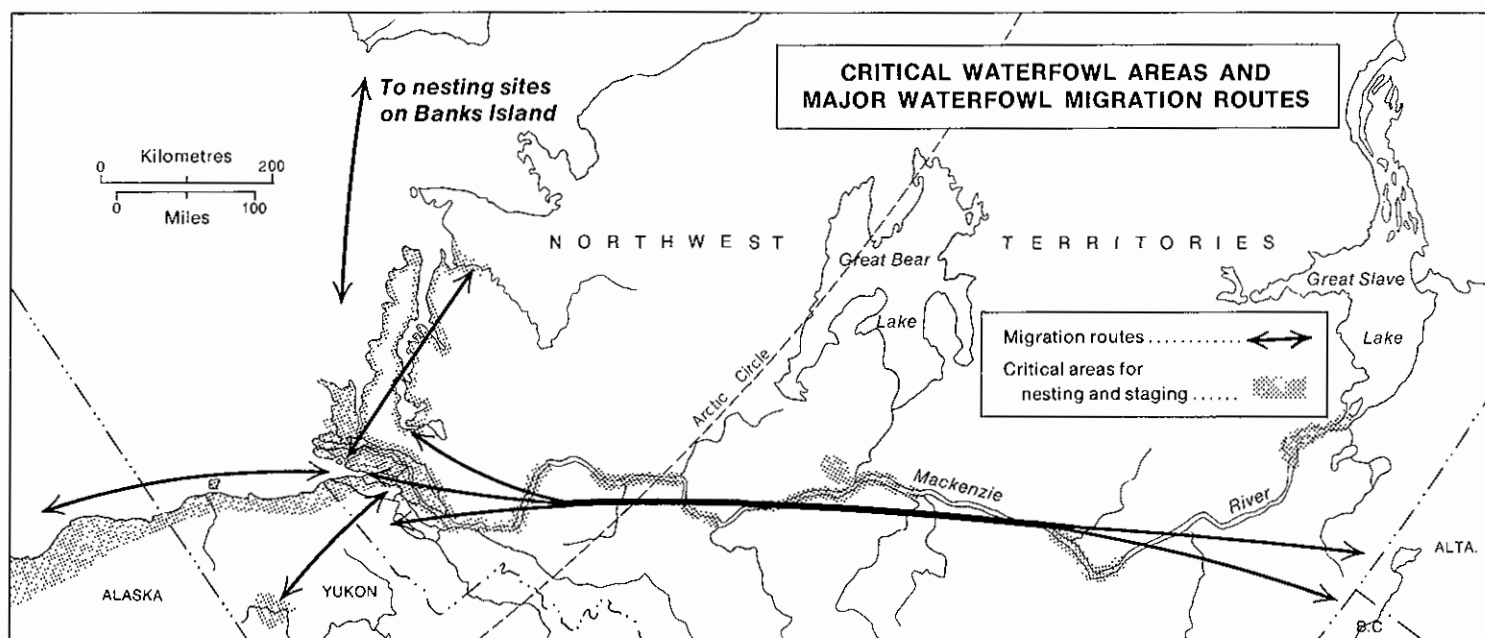 CRITICAL WATERFOWL AREAS AND
MAJOR WATERFOWL MIGRATION ROUTES
To nesting sites
on Banks Island
Kilometres
0 200
0 100
Miles
NORTHWEST TERRITORIES
Great Bear
Lake
Great Slave
Lake
Migration routes ............
Critical areas for
nesting and staging ......
Arctic Circle
Mackenzie
River
ALTA.
ALASKA
YUKON
B.C